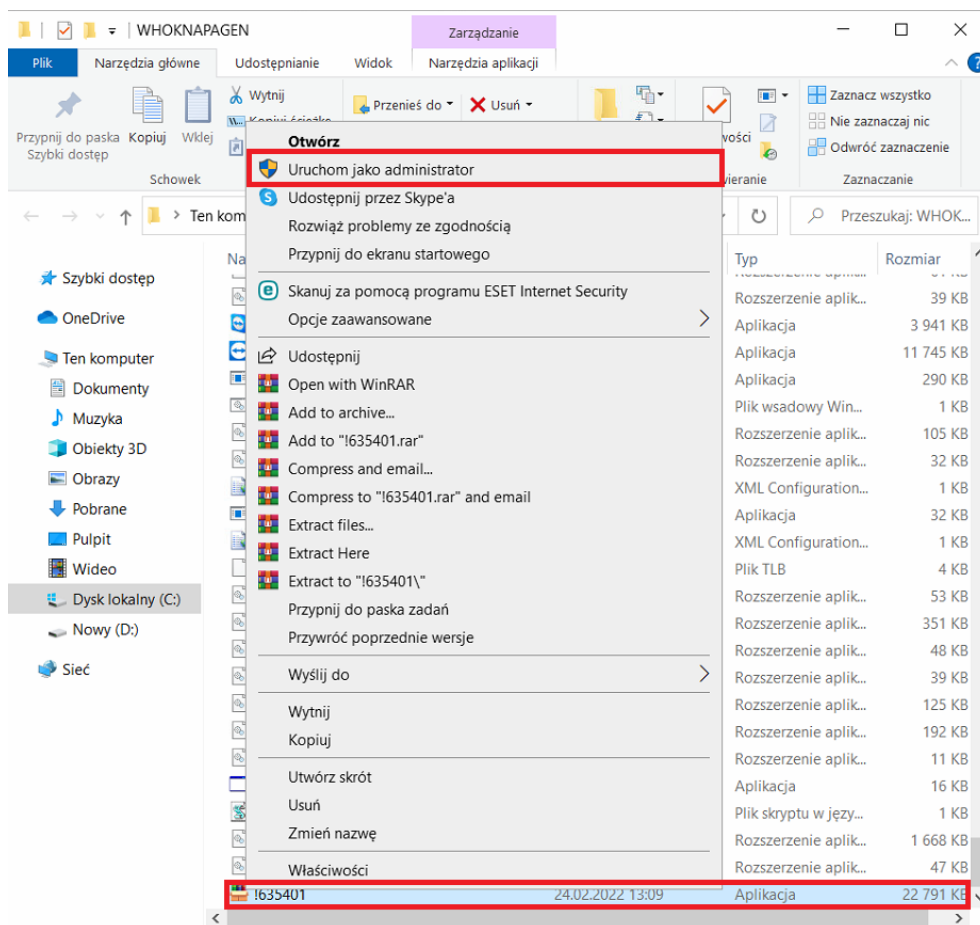 WHOKNAPAGEN
Zarządzanie
Plik Narzędzia główne Udostępnianie Widok Narzędzia aplikacji
Przypnij do paska Szybki dostęp
Kopiuj
Wklej
Wytnij
Kopiuj ścieżkę
Schowek
Przenieś do
Usuń
Zaznacz wszystko
Nie zaznaczaj nic
Odwróć zaznaczenie
Zaznaczanie
Ten kom
Przeszukaj: WHOK...
Szybki dostęp
OneDrive
Ten komputer
Dokumenty
Muzyka
Obiekty 3D
Obrazy
Pobrane
Pulpit
Wideo
Dysk lokalny (C:)
Nowy (D:)
Sieć
Otwórz
Uruchom jako administrator
Udostępnij przez Skype'a
Rozwiąż problemy ze zgodnością
Przypnij do ekranu startowego
Skanuj za pomocą programu ESET Internet Security
Opcje zaawansowane
Udostępnij
Open with WinRAR
Add to archive...
Add to "!635401.rar"
Compress and email...
Compress to "!635401.rar" and email
Extract files...
Extract Here
Extract to "!635401\"
Przypnij do paska zadań
Przywróć poprzednie wersje
Wyślij do
Wytnij
Kopiuj
Utwórz skrót
Usuń
Zmień nazwę
Właściwości
Na
Typ Rozmiar
Rozszerzenie aplik... 39 KB
Aplikacja 3 941 KB
Aplikacja 11 745 KB
Aplikacja 290 KB
Plik wsadowy Win... 1 KB
Rozszerzenie aplik... 105 KB
Rozszerzenie aplik... 32 KB
XML Configuration... 1 KB
Aplikacja 32 KB
XML Configuration... 1 KB
Plik TLB 4 KB
Rozszerzenie aplik... 53 KB
Rozszerzenie aplik... 351 KB
Rozszerzenie aplik... 48 KB
Rozszerzenie aplik... 39 KB
Rozszerzenie aplik... 125 KB
Rozszerzenie aplik... 192 KB
Rozszerzenie aplik... 11 KB
Aplikacja 16 KB
Plik skryptu w języ... 1 KB
Rozszerzenie aplik... 1 668 KB
Rozszerzenie aplik... 47 KB
!635401 24.02.2022 13:09 Aplikacja 22 791 KB